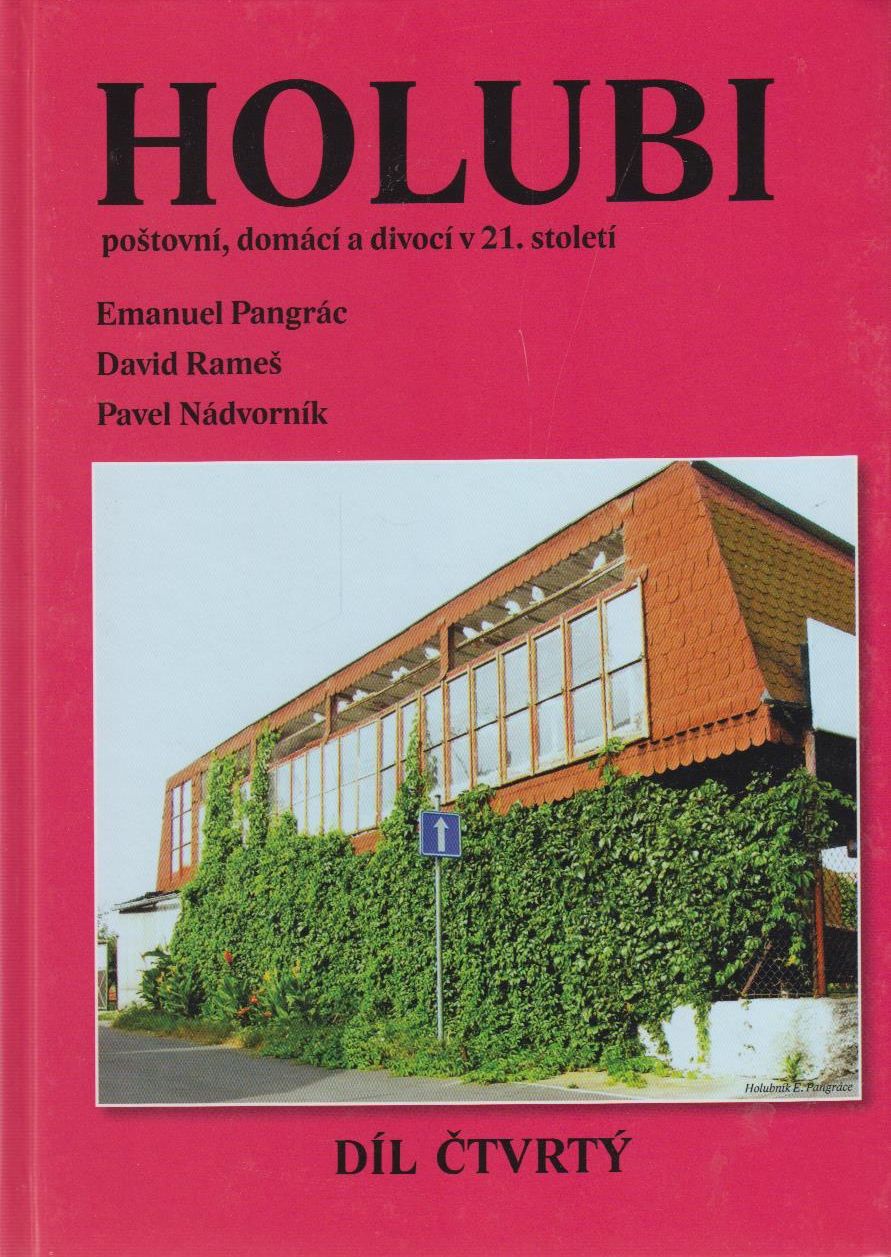 HOLUBI
poštovní, domácí a divocí v 21. století
Emanuel Pangrác
David Rameš
Pavel Nádvorník
Holubník E. Pangráce
DÍL ČTVRTÝ